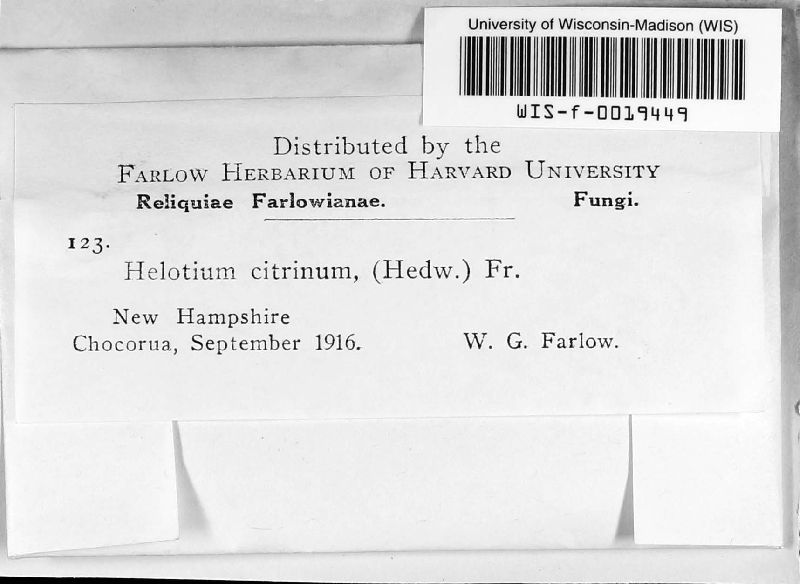 University of Wisconsin-Madison (WIS)
WIS-f-0019449
Distributed by the
FARLOW HERBARIUM OF HARVARD UNIVERSITY
Reliquiae Farlowianae. Fungi.
123.
Helotium citrinum, (Hedw.) Fr.
New Hampshire
Chocorua, September 1916. W. G. Farlow.